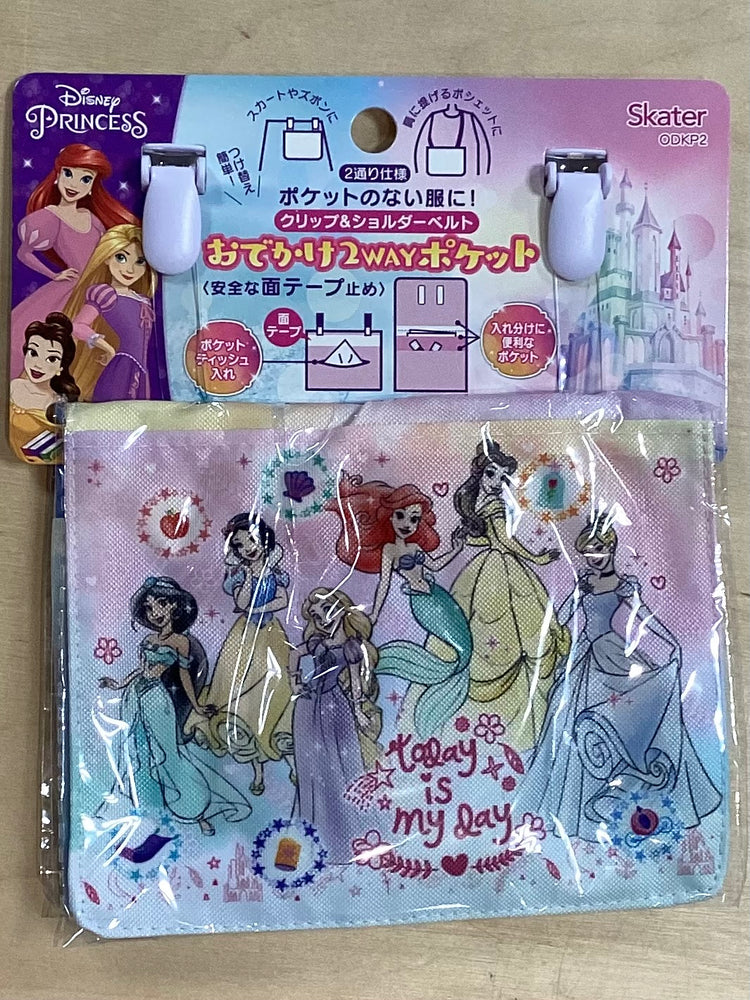 Disney
PRINCESS
スカートやズボンに
肩に提げるポシェットに
Skater
ODKP2
つけ替え
簡単!
2通り仕様
ポケットのない服に!
クリップ&ショルダーベルト
おでかけ2WAYポケット
〈安全な面テープ止め〉
ポケット
ティッシュ
入れ
面
テープ
入れ分けに
便利な
ポケット
today
is
my day